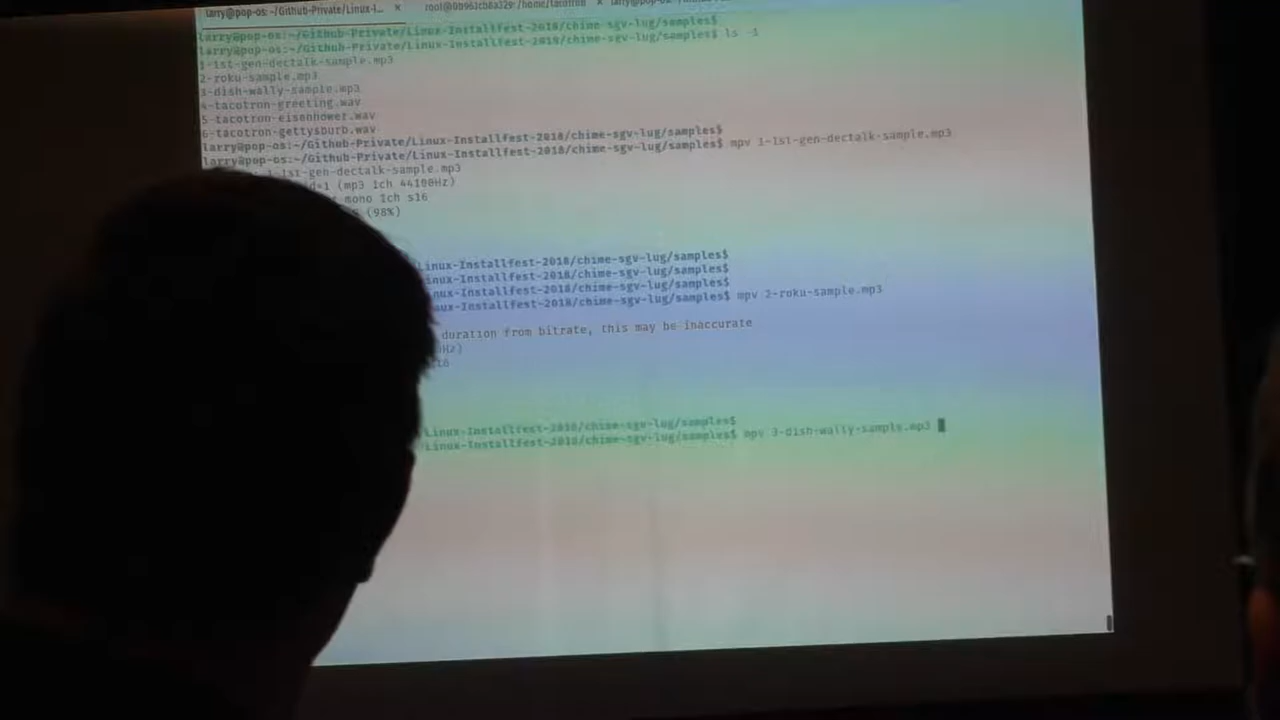 larry@pop-os: ~/Github-Private/Linux-I... ×
larry@pop-os:~/Github-Private/Linux-Installfest-2018/chime-sgv-lug/samples$
larry@pop-os:~/Github-Private/Linux-Installfest-2018/chime-sgv-lug/samples$ ls -1
1-1st-gen-dectalk-sample.mp3
2-roku-sample.mp3
3-dish-wally-sample.mp3
4-tacotron-greeting.wav
5-tacotron-eisenhower.wav
6-tacotron-gettysburb.wav
larry@pop-os:~/Github-Private/Linux-Installfest-2018/chime-sgv-lug/samples$
larry@pop-os:~/Github-Private/Linux-Installfest-2018/chime-sgv-lug/samples$ mpv 1-1st-gen-dectalk-sample.mp3
1-1st-gen-dectalk-sample.mp3
d=1 (mp3 1ch 44100Hz)
mono 1ch s16
(98%)
Linux-Installfest-2018/chime-sgv-lug/samples$
Linux-Installfest-2018/chime-sgv-lug/samples$
Linux-Installfest-2018/chime-sgv-lug/samples$
ux-Installfest-2018/chime-sgv-lug/samples$ mpv 2-roku-sample.mp3
duration from bitrate, this may be inaccurate
Hz)
s16
Linux-Installfest-2018/chime-sgv-lug/samples$
Linux-Installfest-2018/chime-sgv-lug/samples$ mpv 3-dish-wally-sample.mp3